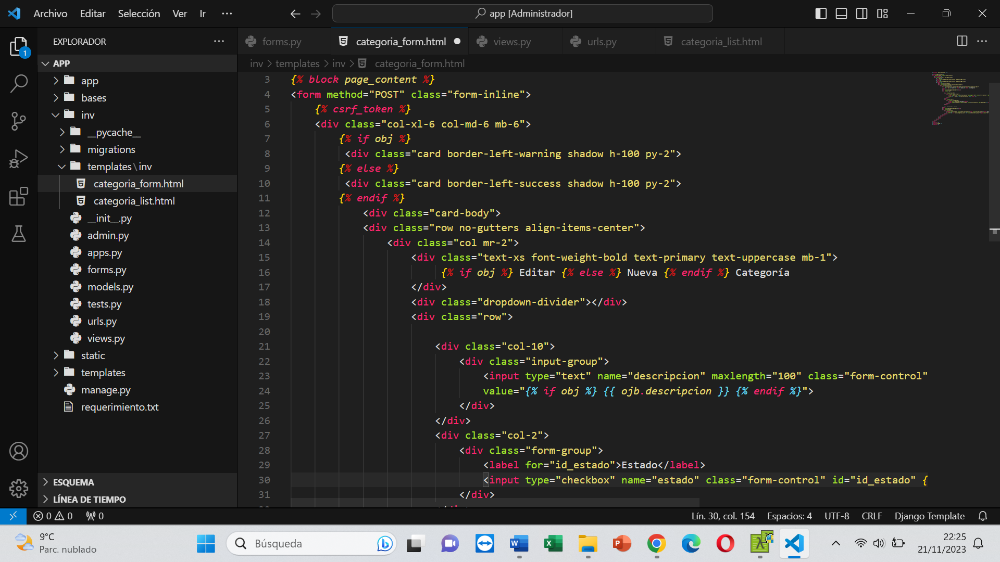 Archivo Editar Selección Ver Ir ··· app [Administrador]
EXPLORADOR ···
forms.py categoria_form.html views.py urls.py categoria_list.html ···
inv > templates > inv > categoria_form.html
1
APP
app
bases
inv
__pycache__
migrations
templates\inv
categoria_form.html
categoria_list.html
__init__.py
admin.py
apps.py
forms.py
models.py
tests.py
urls.py
views.py
static
templates
manage.py
requerimiento.txt
ESQUEMA
LÍNEA DE TIEMPO
3 {% block page_content %}
4 <form method="POST" class="form-inline">
5 {% csrf_token %}
6 <div class="col-xl-6 col-md-6 mb-6">
7 {% if obj %}
8 <div class="card border-left-warning shadow h-100 py-2">
9 {% else %}
10 <div class="card border-left-success shadow h-100 py-2">
11 {% endif %}
12 <div class="card-body">
13 <div class="row no-gutters align-items-center">
14 <div class="col mr-2">
15 <div class="text-xs font-weight-bold text-primary text-uppercase mb-1">
16 {% if obj %} Editar {% else %} Nueva {% endif %} Categoría
17 </div>
18 <div class="dropdown-divider"></div>
19 <div class="row">
20
21 <div class="col-10">
22 <div class="input-group">
23 <input type="text" name="descripcion" maxlength="100" class="form-control"
24 value="{% if obj %} {{ ojb.descripcion }} {% endif %}">
25 </div>
26 </div>
27 <div class="col-2">
28 <div class="form-group">
29 <label for="id_estado">Estado</label>
30 <input type="checkbox" name="estado" class="form-control" id="id_estado" {
31 </div>
0 0 0 Lín. 30, col. 154 Espacios: 4 UTF-8 CRLF Django Template
9°C
Parc. nublado
Búsqueda
22:25
21/11/2023